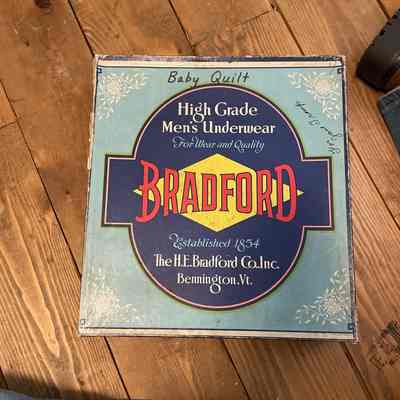 Baby Quilt
High Grade
Men's Underwear
For Wear and Quality
BRADFORD
Established 1854
The H.E. Bradford Co. Inc.
Bennington, Vt.